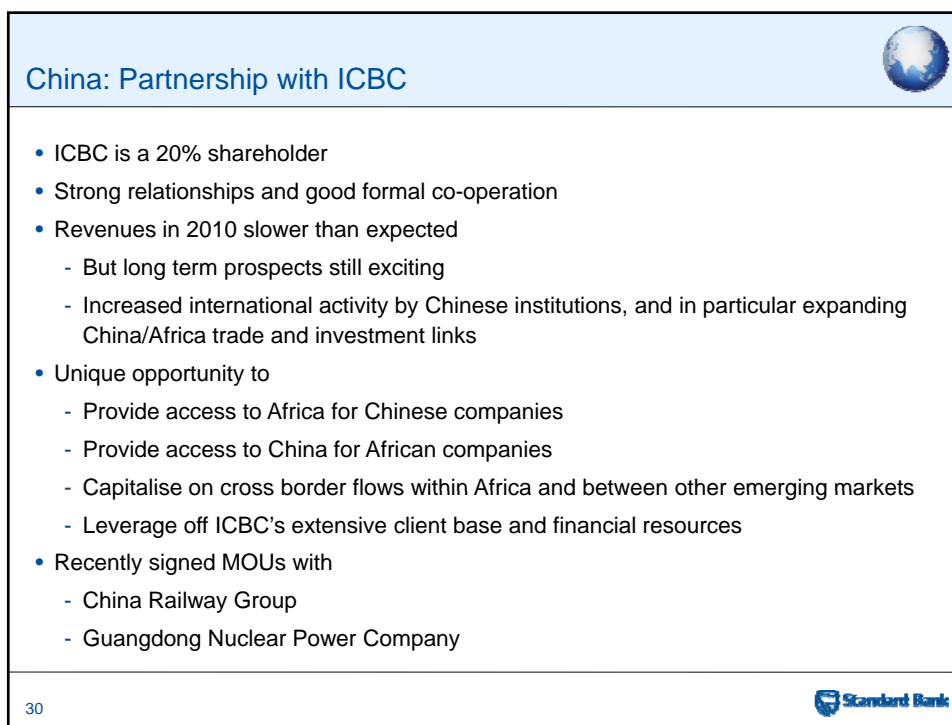 China: Partnership with ICBC
• ICBC is a 20% shareholder
• Strong relationships and good formal co-operation
• Revenues in 2010 slower than expected
- But long term prospects still exciting
- Increased international activity by Chinese institutions, and in particular expanding
China/Africa trade and investment links
• Unique opportunity to
- Provide access to Africa for Chinese companies
- Provide access to China for African companies
- Capitalise on cross border flows within Africa and between other emerging markets
- Leverage off ICBC's extensive client base and financial resources
• Recently signed MOUs with
- China Railway Group
- Guangdong Nuclear Power Company
30
Standard Bank